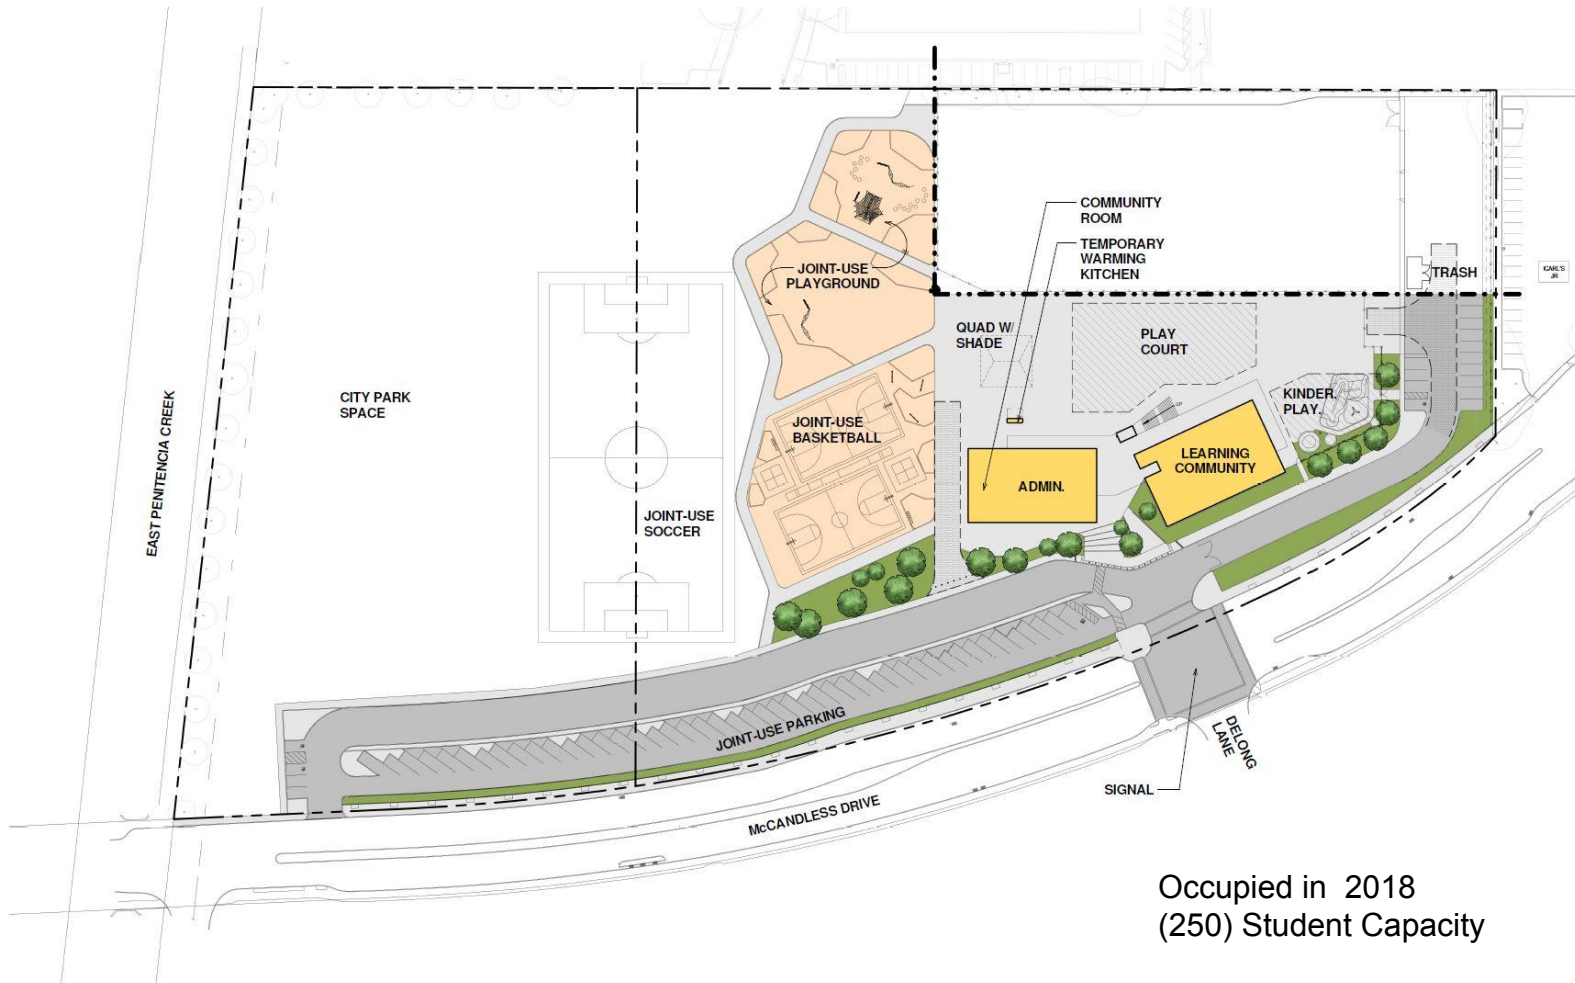 COMMUNITY
ROOM
TEMPORARY
WARMING
KITCHEN
JOINT-USE
PLAYGROUND
TRASH
CARL'S
JR
QUAD W/
SHADE
PLAY
COURT
CITY PARK
SPACE
KINDER.
PLAY.
JOINT-USE
BASKETBALL
LEARNING
COMMUNITY
ADMIN.
EAST PENITENCIA CREEK
JOINT-USE
SOCCER
JOINT-USE PARKING
DELONG
LANE
SIGNAL
McCANDLESS DRIVE
Occupied in 2018
(250) Student Capacity